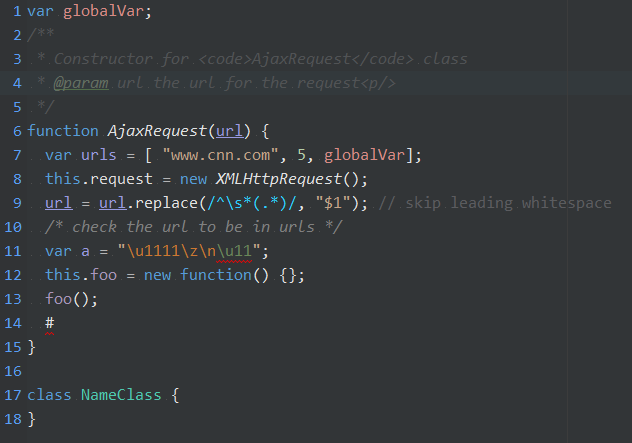 1 var globalVar;
2 /**
3  * Constructor for <code>AjaxRequest</code> class
4  * @param url the url for the request<p/>
5  */
6 function AjaxRequest(url) {
7   var urls = [ "www.cnn.com", 5, globalVar];
8   this.request = new XMLHttpRequest();
9   url = url.replace(/^\s*(.*)/, "$1"); // skip leading whitespace
10   /* check the url to be in urls */
11   var a = "\u1111\z\n\u11";
12   this.foo = new function() {};
13   foo();
14   #
15 }
16
17 class NameClass {
18 }